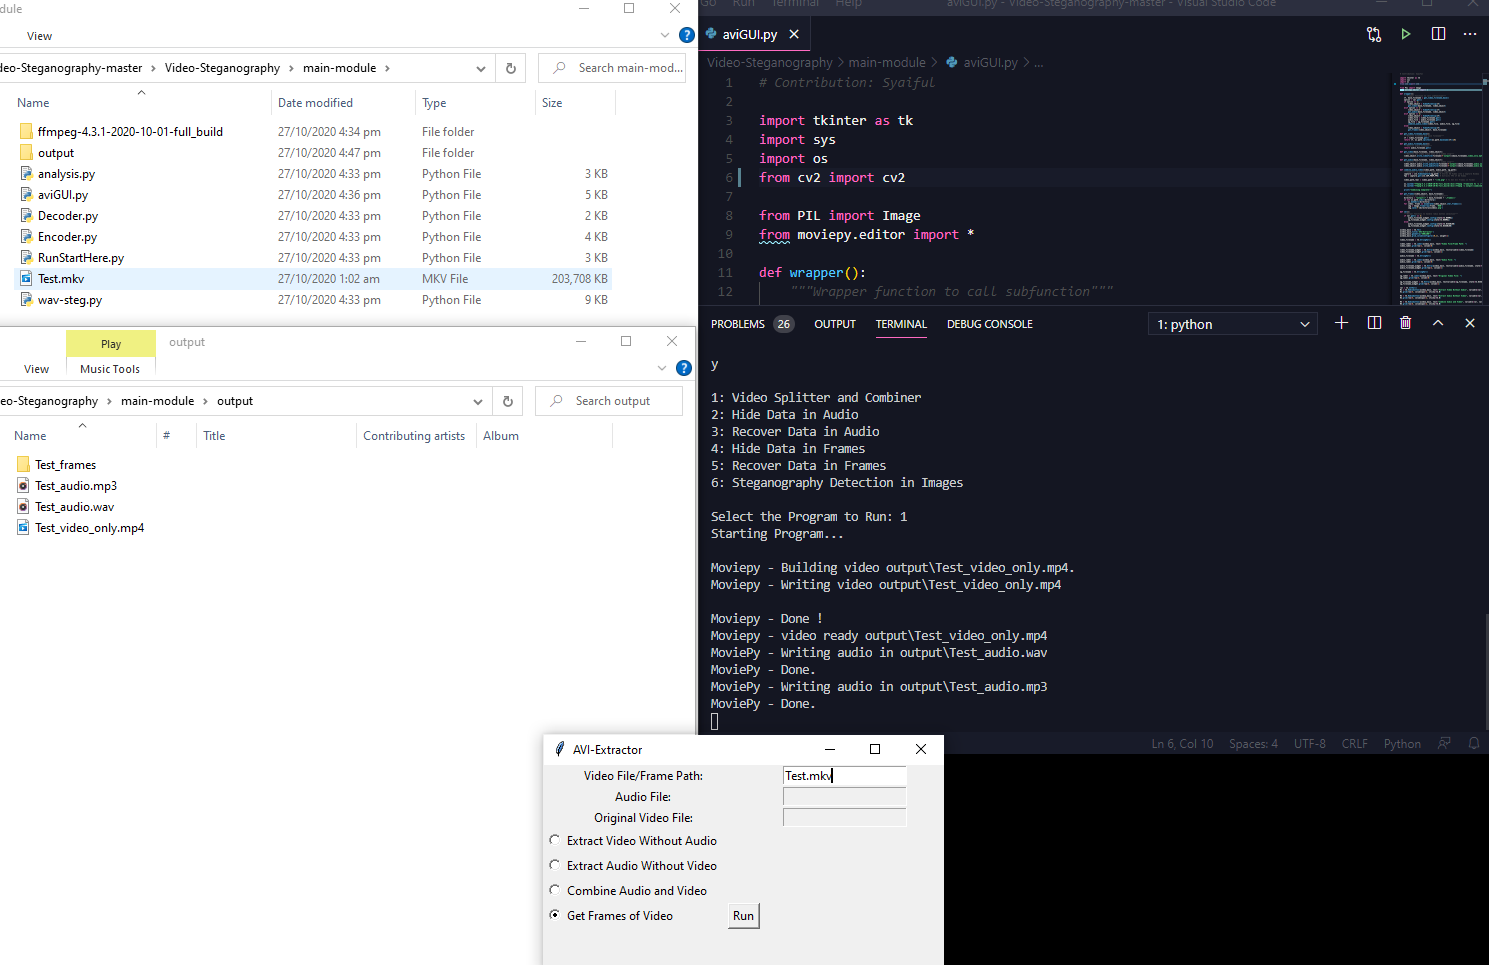 dule
View
deo-Steganography-master > Video-Steganography > main-module >
Search main-mod...
Name Date modified Type Size
ffmpeg-4.3.1-2020-10-01-full_build 27/10/2020 4:34 pm File folder
output 27/10/2020 4:47 pm File folder
analysis.py 27/10/2020 4:33 pm Python File 3 KB
aviGUI.py 27/10/2020 4:36 pm Python File 5 KB
Decoder.py 27/10/2020 4:33 pm Python File 2 KB
Encoder.py 27/10/2020 4:33 pm Python File 4 KB
RunStartHere.py 27/10/2020 4:33 pm Python File 3 KB
Test.mkv 27/10/2020 1:02 am MKV File 203,708 KB
wav-steg.py 27/10/2020 4:33 pm Python File 9 KB
Play output
View Music Tools
eo-Steganography > main-module > output
Search output
Name # Title Contributing artists Album
Test_frames
Test_audio.mp3
Test_audio.wav
Test_video_only.mp4
Go Run Terminal Help aviGUI.py - Video-Steganography-master - Visual Studio Code
aviGUI.py
Video-Steganography > main-module > aviGUI.py > ...
1 # Contribution: Syaiful
2
3 import tkinter as tk
4 import sys
5 import os
6 from cv2 import cv2
7
8 from PIL import Image
9 from moviepy.editor import *
10
11 def wrapper():
12 """Wrapper function to call subfunction"""
PROBLEMS 26 OUTPUT TERMINAL DEBUG CONSOLE 1: python
y
1: Video Splitter and Combiner
2: Hide Data in Audio
3: Recover Data in Audio
4: Hide Data in Frames
5: Recover Data in Frames
6: Steganography Detection in Images
Select the Program to Run: 1
Starting Program...
Moviepy - Building video output\Test_video_only.mp4.
Moviepy - Writing video output\Test_video_only.mp4
Moviepy - Done !
Moviepy - video ready output\Test_video_only.mp4
MoviePy - Writing audio in output\Test_audio.wav
MoviePy - Done.
MoviePy - Writing audio in output\Test_audio.mp3
MoviePy - Done.
Ln 6, Col 10 Spaces: 4 UTF-8 CRLF Python
AVI-Extractor
Video File/Frame Path: Test.mkv
Audio File:
Original Video File:
Extract Video Without Audio
Extract Audio Without Video
Combine Audio and Video
Get Frames of Video Run